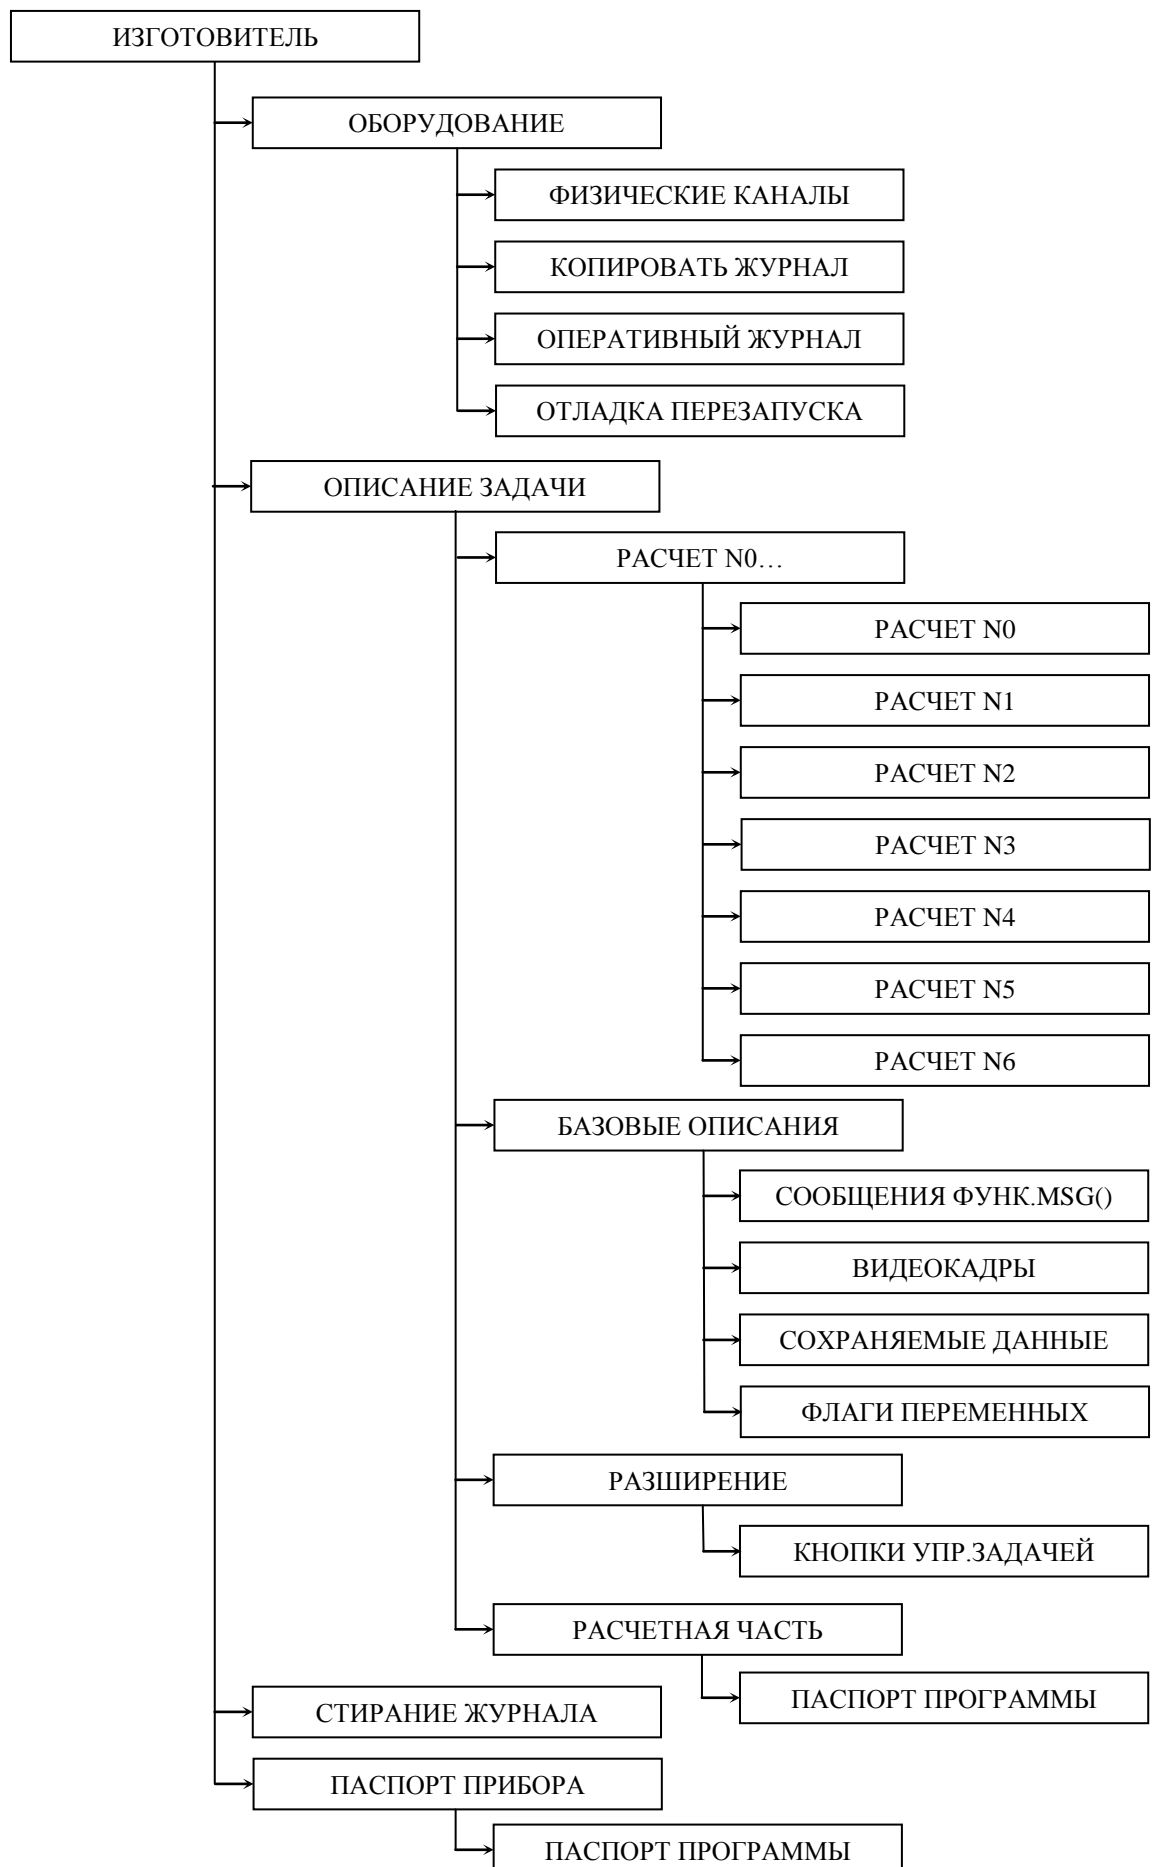 ИЗГОТОВИТЕЛЬ
ОБОРУДОВАНИЕ
ФИЗИЧЕСКИЕ КАНАЛЫ
КОПИРОВАТЬ ЖУРНАЛ
ОПЕРАТИВНЫЙ ЖУРНАЛ
ОТЛАДКА ПЕРЕЗАПУСКА
ОПИСАНИЕ ЗАДАЧИ
РАСЧЕТ N0…
РАСЧЕТ N0
РАСЧЕТ N1
РАСЧЕТ N2
РАСЧЕТ N3
РАСЧЕТ N4
РАСЧЕТ N5
РАСЧЕТ N6
БАЗОВЫЕ ОПИСАНИЯ
СООБЩЕНИЯ ФУНК.MSG()
ВИДЕОКАДРЫ
СОХРАНЯЕМЫЕ ДАННЫЕ
ФЛАГИ ПЕРЕМЕННЫХ
РАЗШИРЕНИЕ
КНОПКИ УПР.ЗАДАЧЕЙ
РАСЧЕТНАЯ ЧАСТЬ
ПАСПОРТ ПРОГРАММЫ
СТИРАНИЕ ЖУРНАЛА
ПАСПОРТ ПРИБОРА
ПАСПОРТ ПРОГРАММЫ